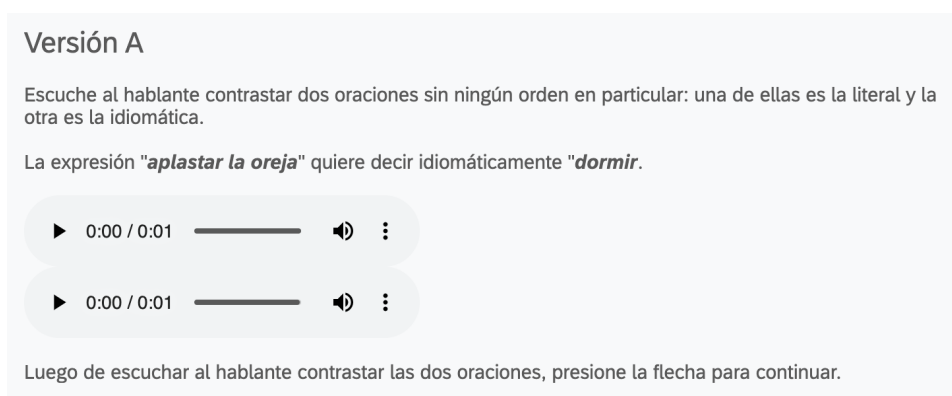 Versión A
Escuche al hablante contrastar dos oraciones sin ningún orden en particular: una de ellas es la literal y la
otra es la idiomática.
La expresión "aplastar la oreja" quiere decir idiomáticamente "dormir.
0:00 / 0:01
0:00 / 0:01
Luego de escuchar al hablante contrastar las dos oraciones, presione la flecha para continuar.